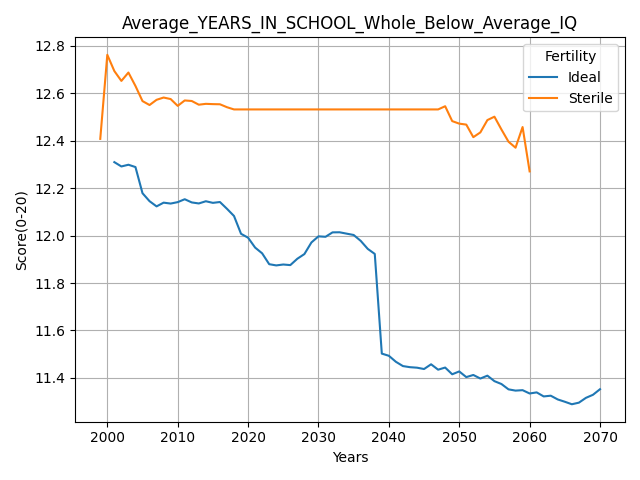 Average_YEARS_IN_SCHOOL_Whole_Below_Average_IQ
Fertility
Ideal
Sterile
Score(0-20)
12.8
12.6
12.4
12.2
12.0
11.8
11.6
11.4
2000 2010 2020 2030 2040 2050 2060 2070
Years